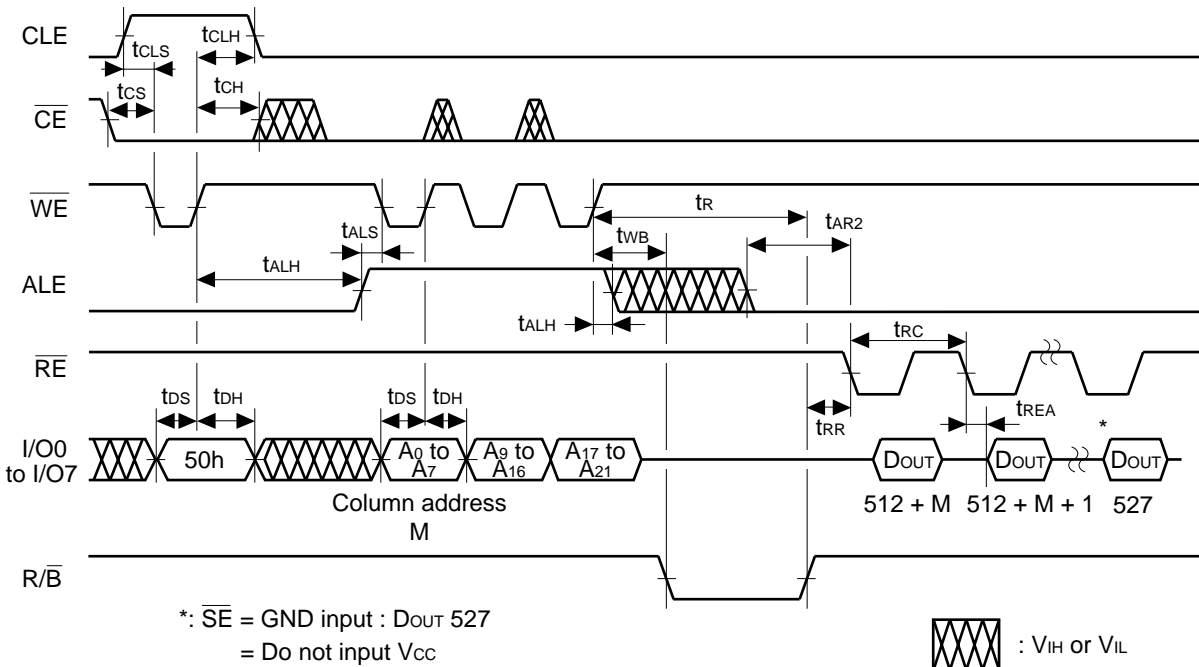 CLE
tCLS
tCLH
tCS
tCH
CE
WE
tR
tALS
tWB
tAR2
tALH
ALE
tALH
tRC
RE
tDS
tDH
tDS
tDH
tRR
tREA
*
I/O0
to I/O7
50h
A0 to
A7
A9 to
A16
A17 to
A21
DOUT
DOUT
DOUT
Column address
M
512 + M
512 + M + 1
527
R/B
*: SE = GND input : DOUT 527
= Do not input VCC
: VIH or VIL